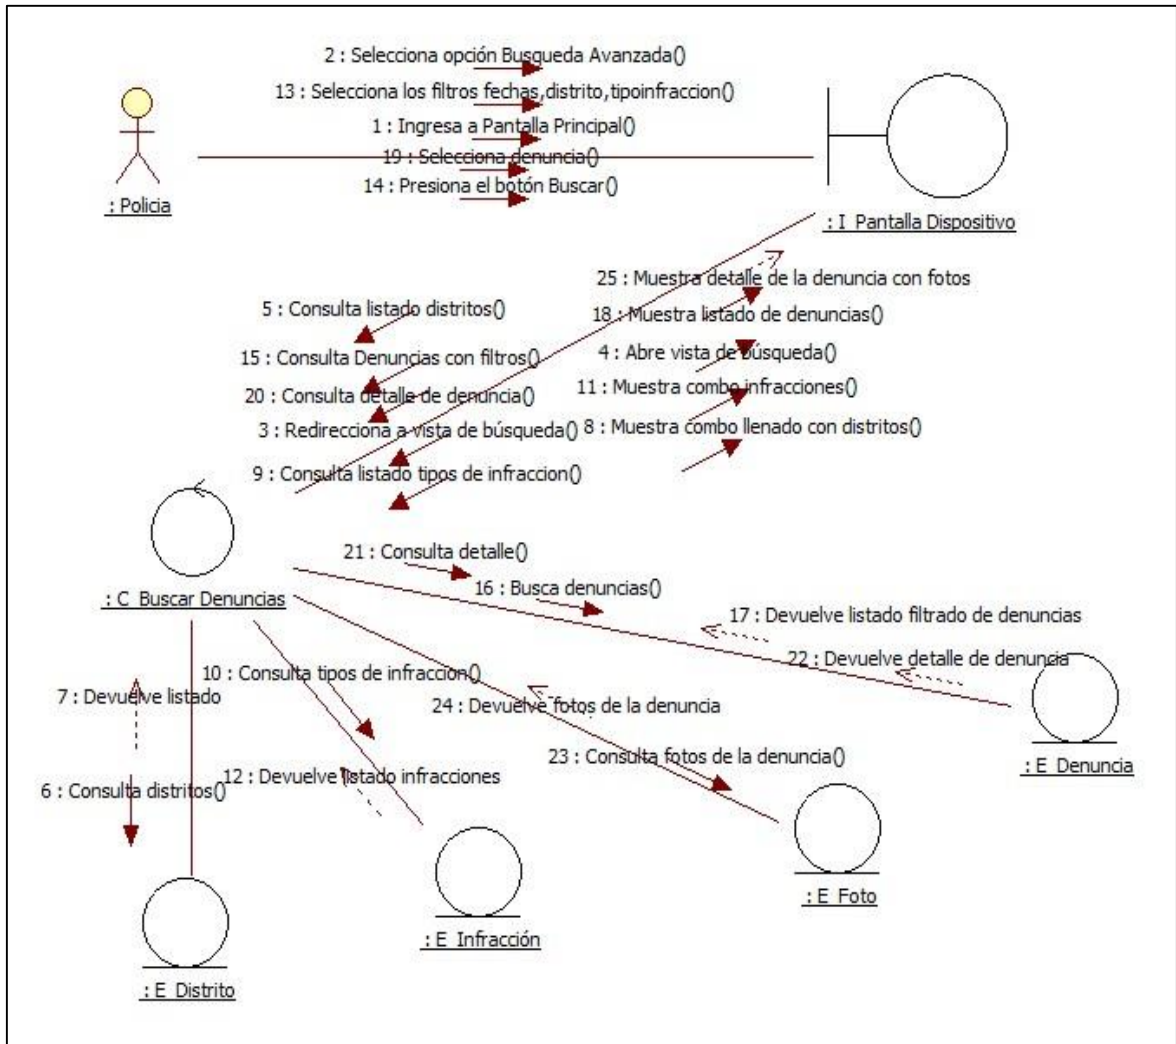 2 : Selecciona opción Busqueda Avanzada()
13 : Selecciona los filtros fechas,distrito,tipoinfraccion()
1 : Ingresa a Pantalla Principal()
19 : Selecciona denuncia()
14 : Presiona el botón Buscar()
: Policia
: I_Pantalla Dispositivo
25 : Muestra detalle de la denuncia con fotos
5 : Consulta listado distritos()
18 : Muestra listado de denuncias()
15 : Consulta Denuncias con filtros()
4 : Abre vista de búsqueda()
20 : Consulta detalle de denuncia()
11 : Muestra combo infracciones()
3 : Redirecciona a vista de búsqueda()
8 : Muestra combo llenado con distritos()
9 : Consulta listado tipos de infraccion()
21 : Consulta detalle()
16 : Busca denuncias()
: C_Buscar Denuncias
17 : Devuelve listado filtrado de denuncias
22 : Devuelve detalle de denuncia
10 : Consulta tipos de infraccion()
7 : Devuelve listado
24 : Devuelve fotos de la denuncia
23 : Consulta fotos de la denuncia()
: E_Denuncia
12 : Devuelve listado infracciones
6 : Consulta distritos()
: E_Foto
: E_Infracción
: E_Distrito